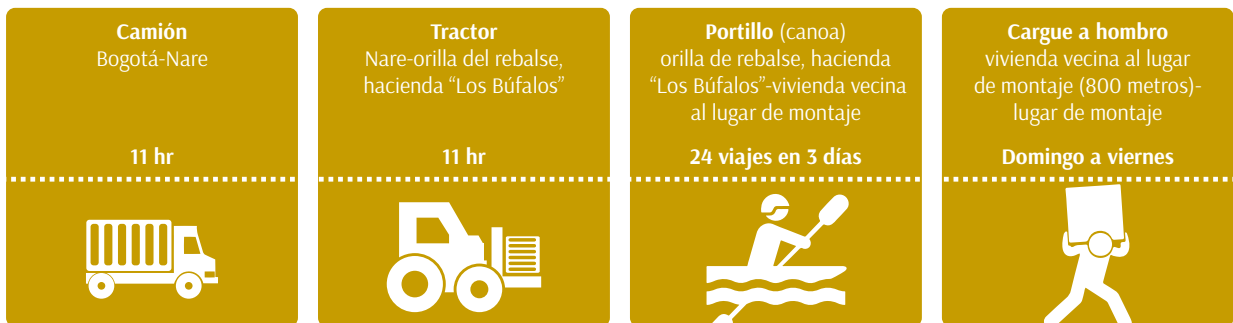 Camión
Bogotá-Nare
11 hr
Tractor
Nare-orilla del rebalse,
hacienda “Los Búfalos”
11 hr
Portillo (canoa)
orilla de rebalse, hacienda
“Los Búfalos”-vivienda vecina
al lugar de montaje
24 viajes en 3 días
Cargue a hombro
vivienda vecina al lugar
de montaje (800 metros)-
lugar de montaje
Domingo a viernes